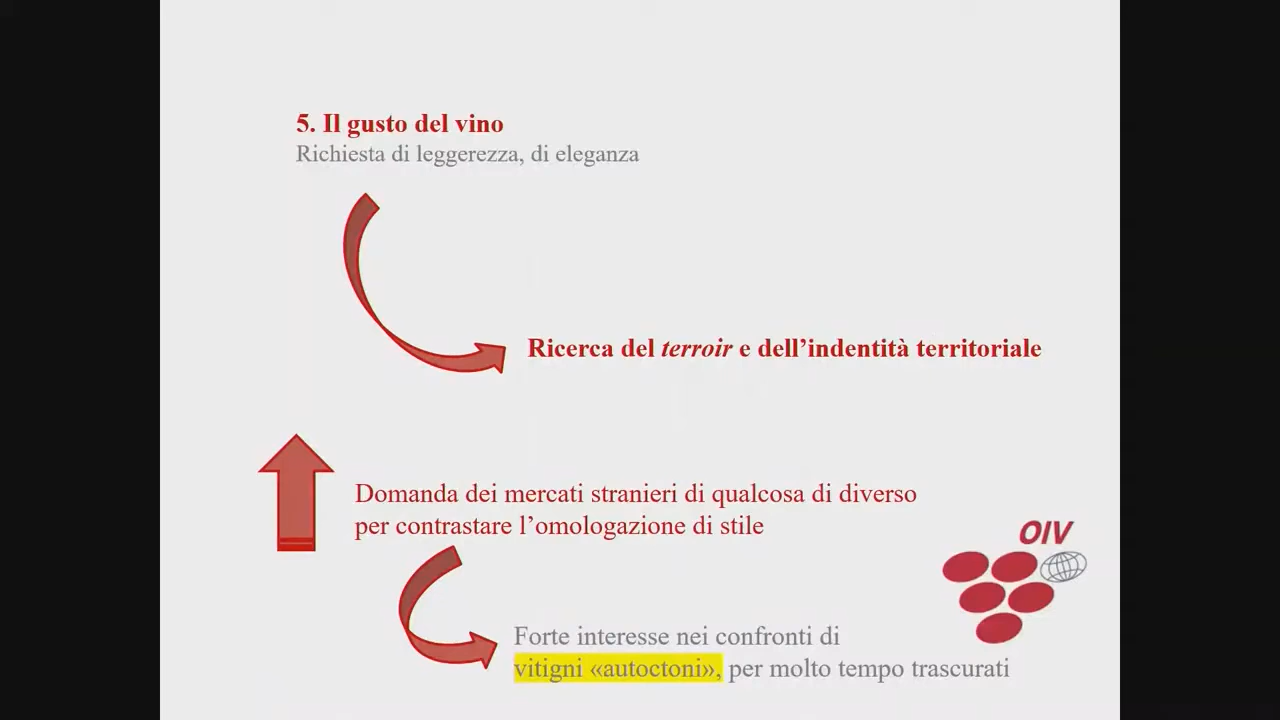 5. Il gusto del vino
Richiesta di leggerezza, di eleganza
Ricerca del terroir e dell’indentità territoriale
Domanda dei mercati stranieri di qualcosa di diverso
per contrastare l’omologazione di stile
OIV
Forte interesse nei confronti di
vitigni «autoctoni», per molto tempo trascurati